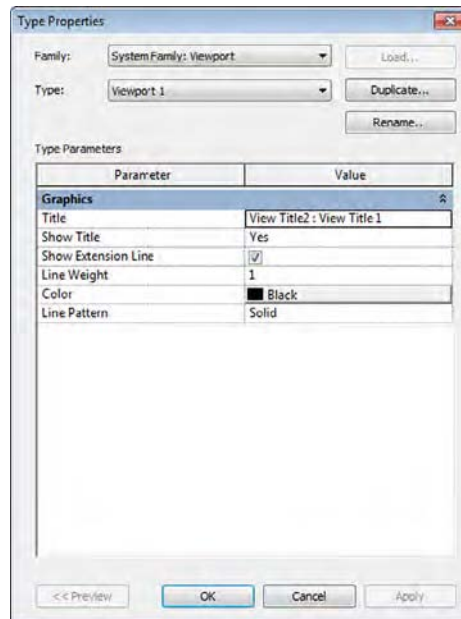 Type Properties
Family: System Family: Viewport Load...
Type: Viewport 1 Duplicate...
Rename...
Type Parameters
Parameter Value
Graphics
Title View Title2 : View Title 1
Show Title Yes
Show Extension Line
Line Weight 1
Color Black
Line Pattern Solid
<< Preview OK Cancel Apply